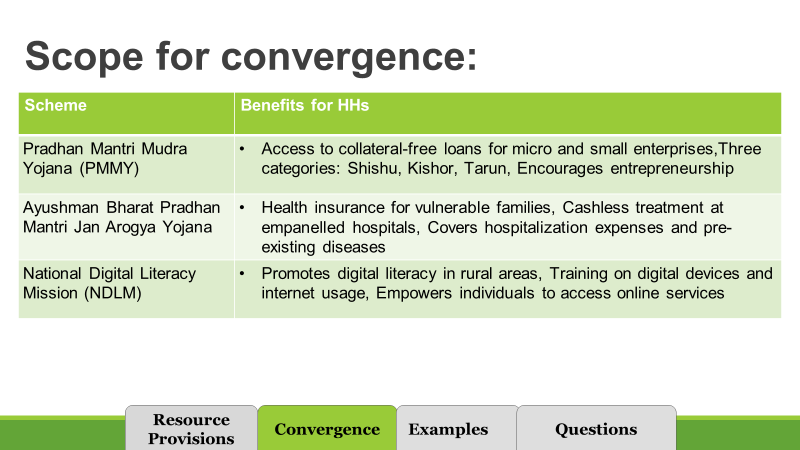 Scope for convergence:
Scheme
Benefits for HHs
Pradhan Mantri Mudra
Yojana (PMMY)
• Access to collateral-free loans for micro and small enterprises,Three
categories: Shishu, Kishor, Tarun, Encourages entrepreneurship
Ayushman Bharat Pradhan
Mantri Jan Arogya Yojana
• Health insurance for vulnerable families, Cashless treatment at
empanelled hospitals, Covers hospitalization expenses and pre-
existing diseases
National Digital Literacy
Mission (NDLM)
• Promotes digital literacy in rural areas, Training on digital devices and
internet usage, Empowers individuals to access online services
Resource
Provisions
Convergence
Examples
Questions